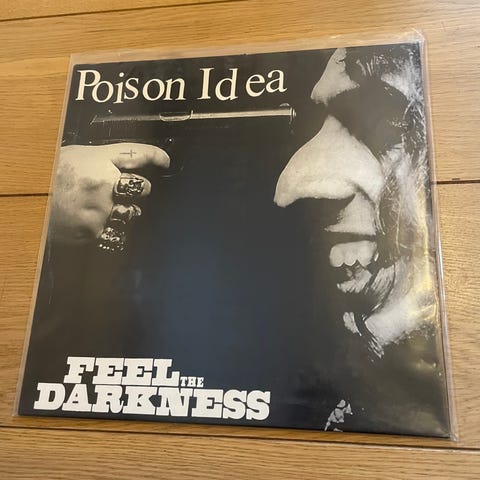 Poison Idea
FEEL THE
DARKNESS